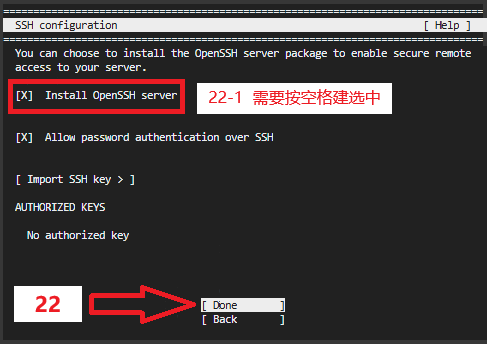 SSH configuration [ Help ]
You can choose to install the OpenSSH server package to enable secure remote
access to your server.
[X] Install OpenSSH server
22-1 需要按空格建选中
[X] Allow password authentication over SSH
[ Import SSH key > ]
AUTHORIZED KEYS
No authorized key
22
[ Done ]
[ Back ]